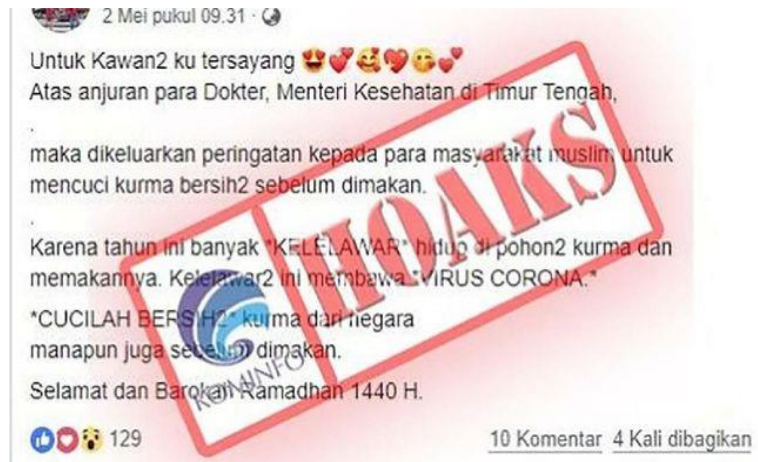 2 Mei pukul 09.31 ·
Untuk Kawan2 ku tersayang 😍💕🥰💖😋💕
Atas anjuran para Dokter, Menteri Kesehatan di Timur Tengah,
.
maka dikeluarkan peringatan kepada para masyarakat muslim untuk
mencuci kurma bersih2 sebelum dimakan.
.
Karena tahun ini banyak *KELELAWAR* hidup di pohon2 kurma dan
memakannya. Kelelawar2 ini membawa *VIRUS CORONA.*
*CUCILAH BERSIH2* kurma dari negara
manapun juga sebelum dimakan.
Selamat dan Barokah Ramadhan 1440 H.
129
10 Komentar 4 Kali dibagikan
HOAKS
KOMINFO